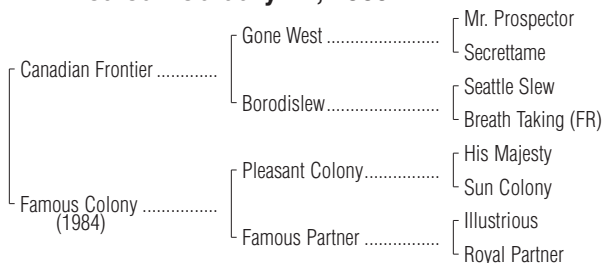 Mr. Prospector
Gone West
Secrettame
Canadian Frontier
Seattle Slew
Borodislew
Breath Taking (FR)
His Majesty
Pleasant Colony
Sun Colony
Famous Colony
(1984)
Illustrious
Famous Partner
Royal Partner